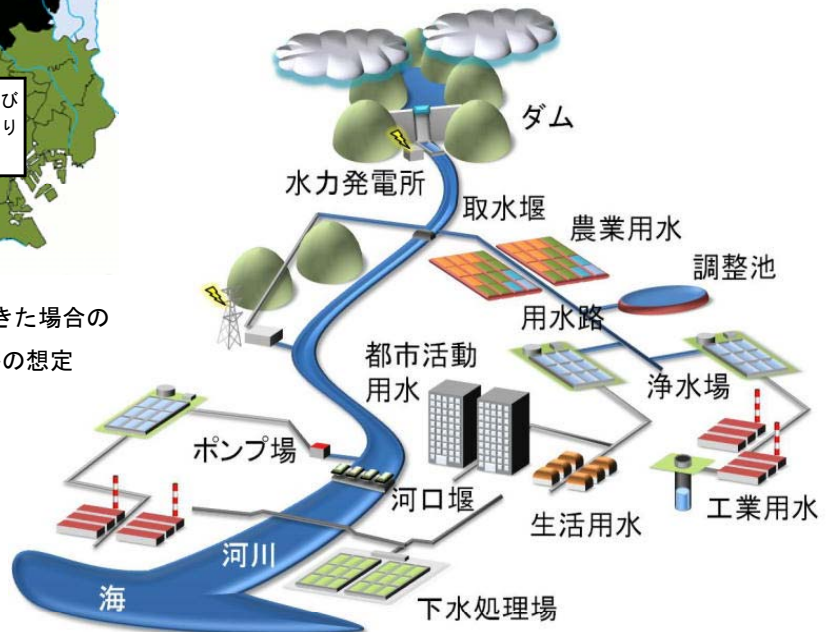 び
り
きた場合の
の想定
ダム
水力発電所
取水堰
農業用水
調整池
用水路
都市活動
用水
浄水場
ポンプ場
河口堰
生活用水
工業用水
河川
海
下水処理場